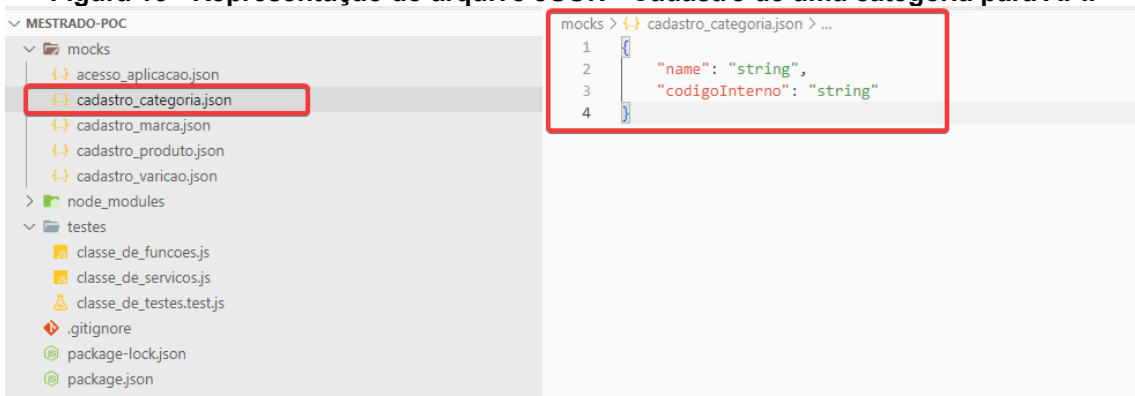 MESTRADO-POC
mocks
acesso_aplicacao.json
cadastro_categoria.json
cadastro_marca.json
cadastro_produto.json
cadastro_varicao.json
node_modules
testes
classe_de_funcoes.js
classe_de_servicos.js
classe_de_testes.test.js
.gitignore
package-lock.json
package.json
mocks > {..} cadastro_categoria.json > ...
1 {
2 "name": "string",
3 "codigoInterno": "string"
4 }